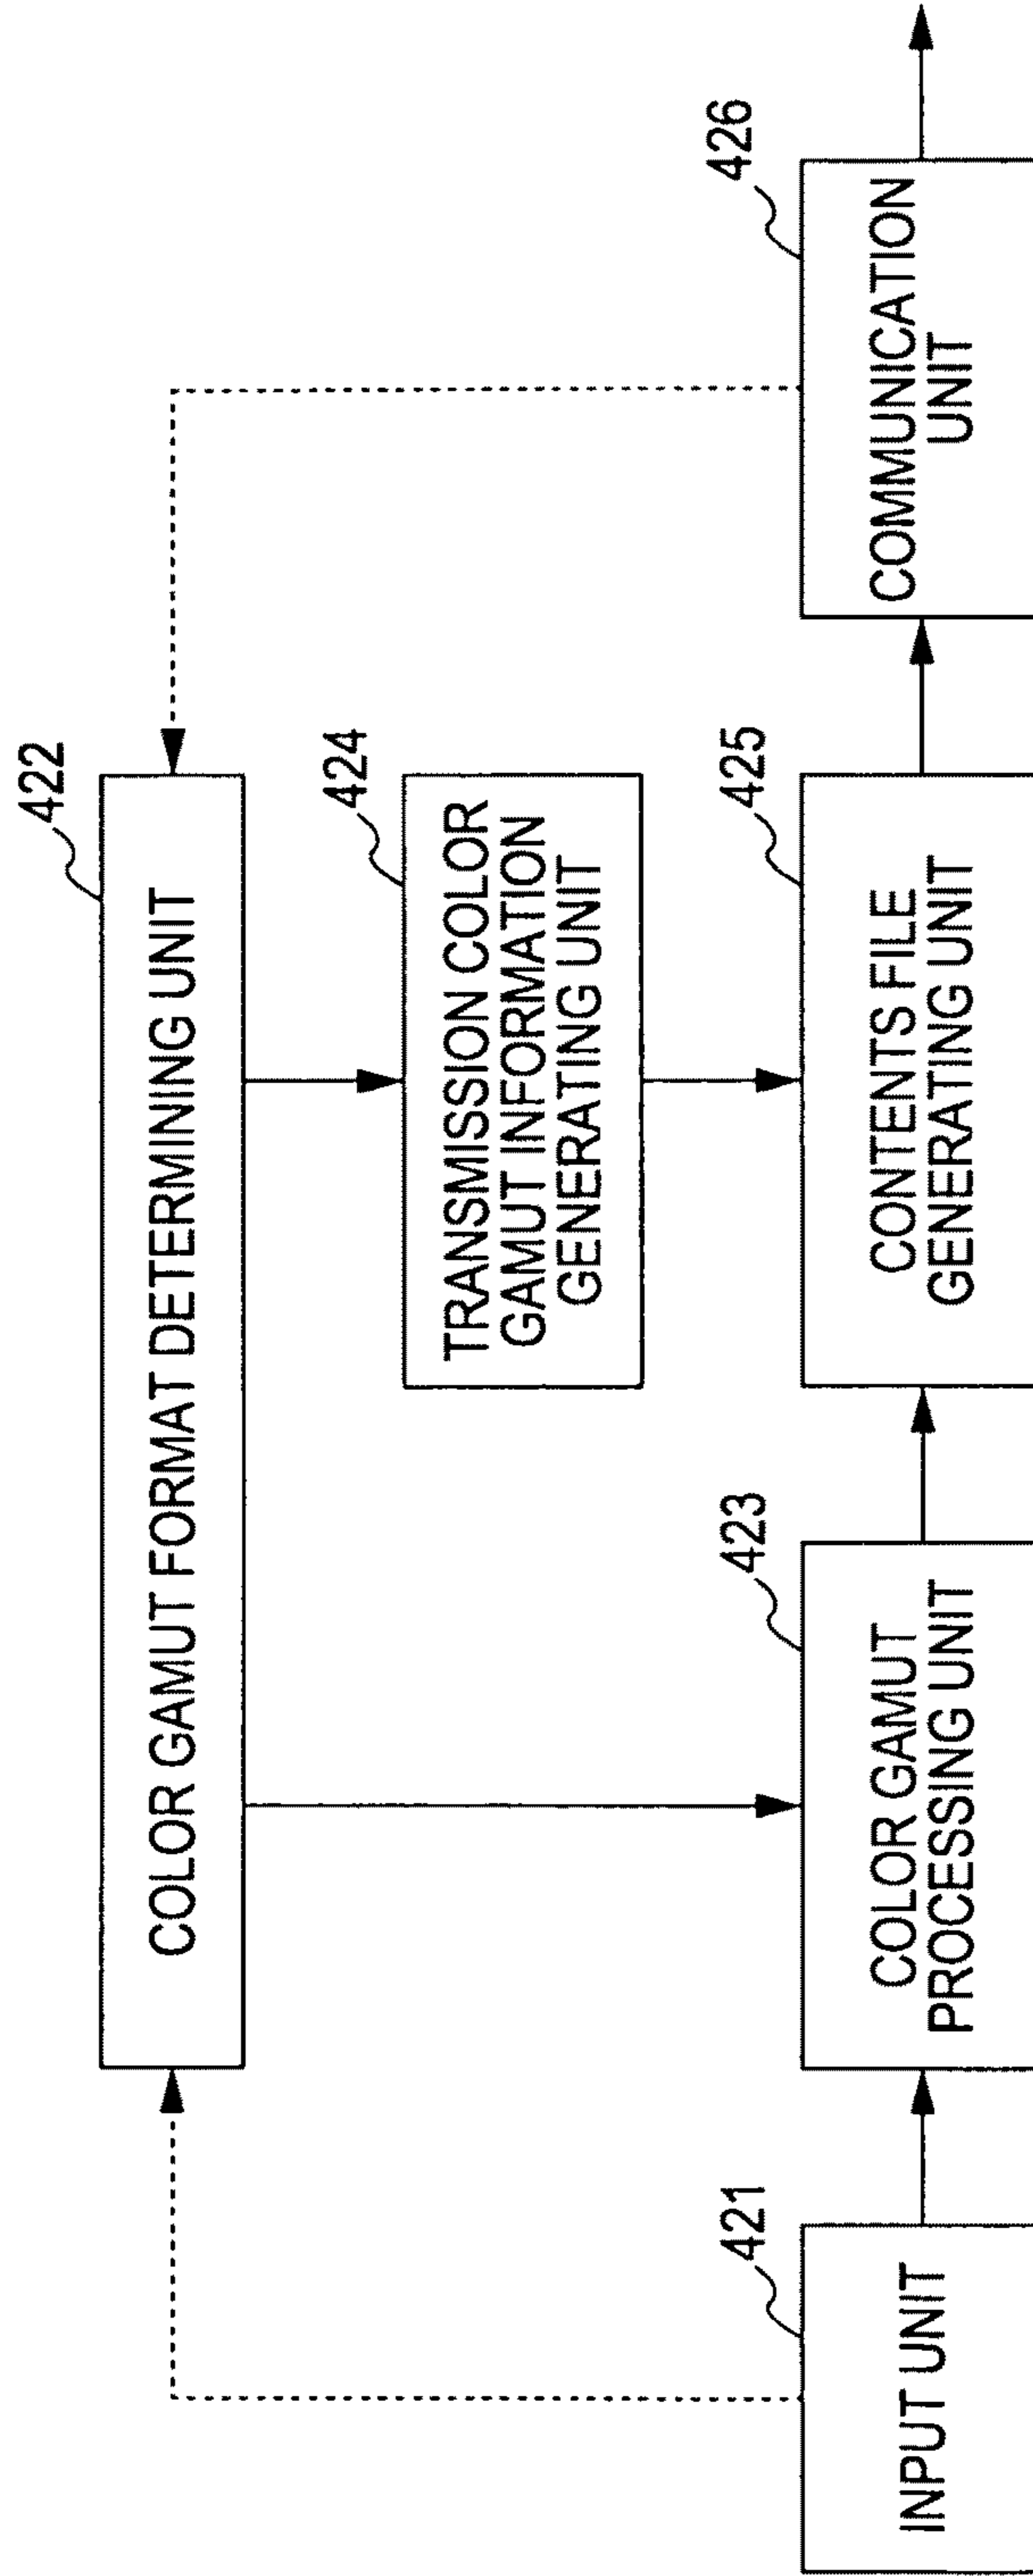 422
COLOR GAMUT FORMAT DETERMINING UNIT
424
TRANSMISSION COLOR
GAMUT INFORMATION
GENERATING UNIT
421
INPUT UNIT
423
COLOR GAMUT
PROCESSING UNIT
425
CONTENTS FILE
GENERATING UNIT
426
COMMUNICATION
UNIT